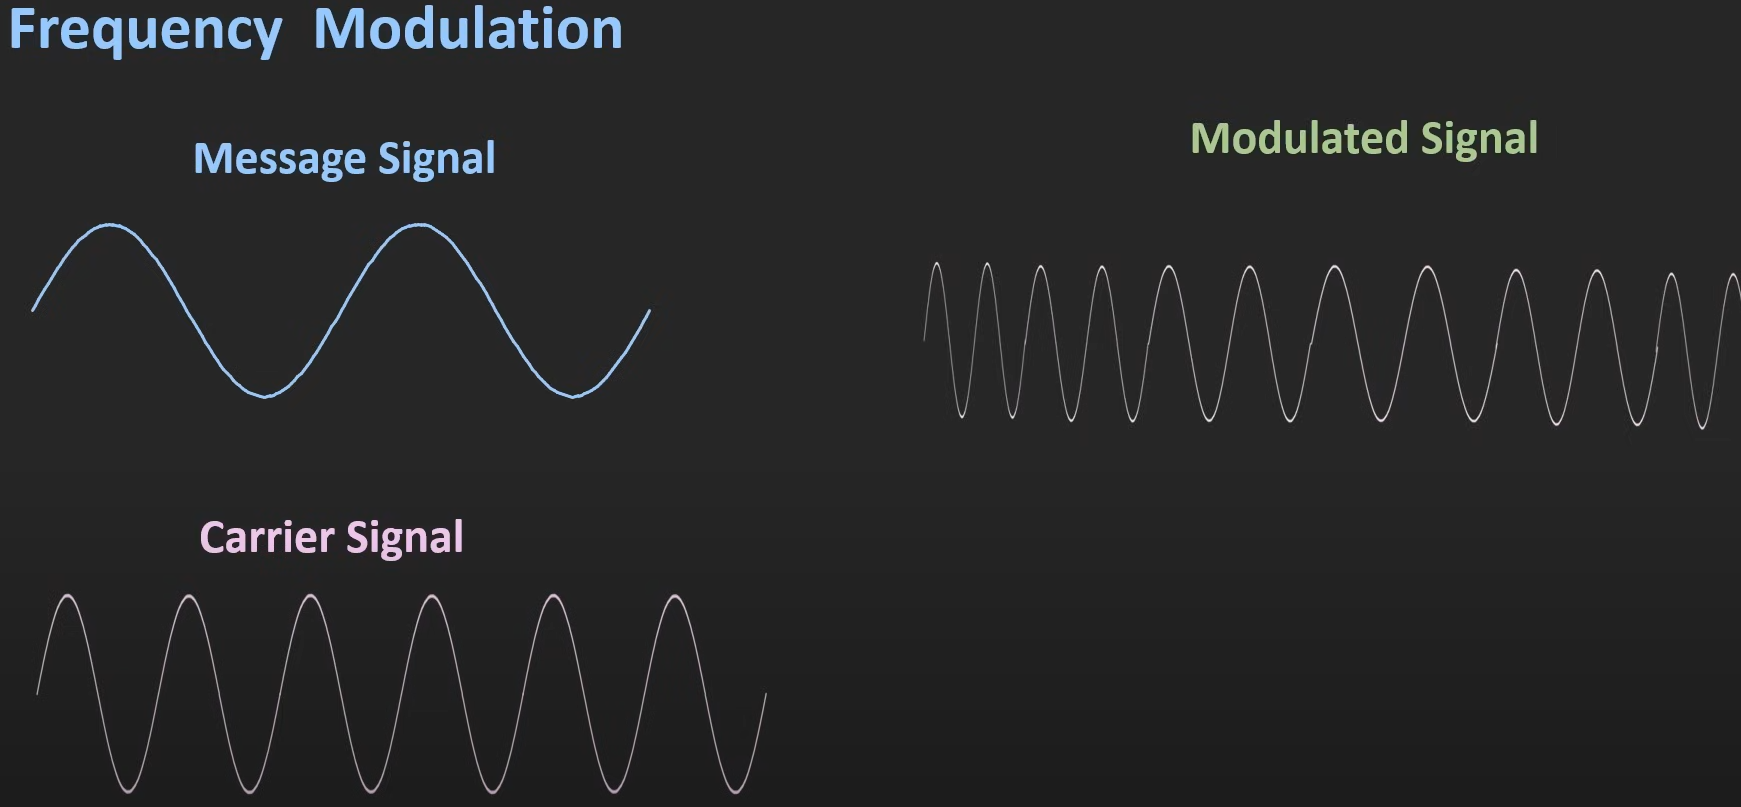 Frequency Modulation
Message Signal
Modulated Signal
Carrier Signal